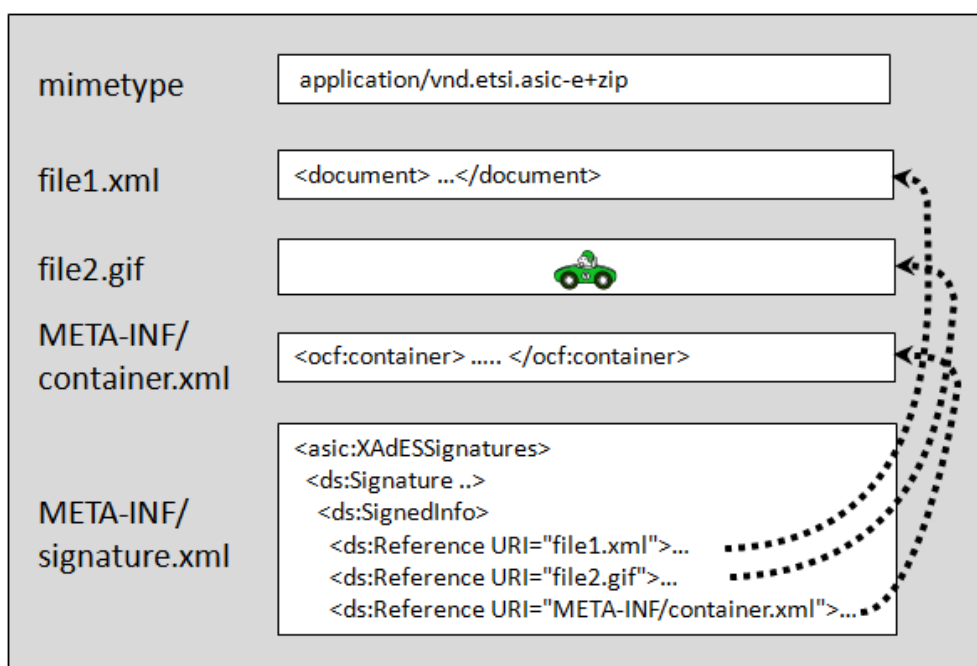 mimetype
application/vnd.etsi.asic-e+zip
file1.xml
<document> ...</document>
file2.gif
META-INF/
container.xml
<ocf:container> ..... </ocf:container>
META-INF/
signature.xml
<asic:XAdESSignatures>
<ds:Signature ..>
<ds:SignedInfo>
<ds:Reference URI="file1.xml">...
<ds:Reference URI="file2.gif">...
<ds:Reference URI="META-INF/container.xml">...